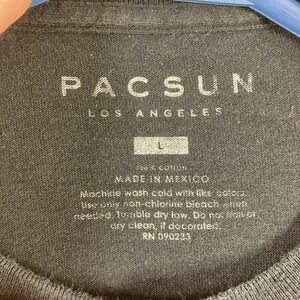 PACSUN
LOS ANGELES
L
100% COTTON
MADE IN MEXICO
Machine wash cold with like colors.
Use only non-chlorine bleach when
needed. Tumble dry low. Do not iron or
dry clean, if decorated.
RN 090233